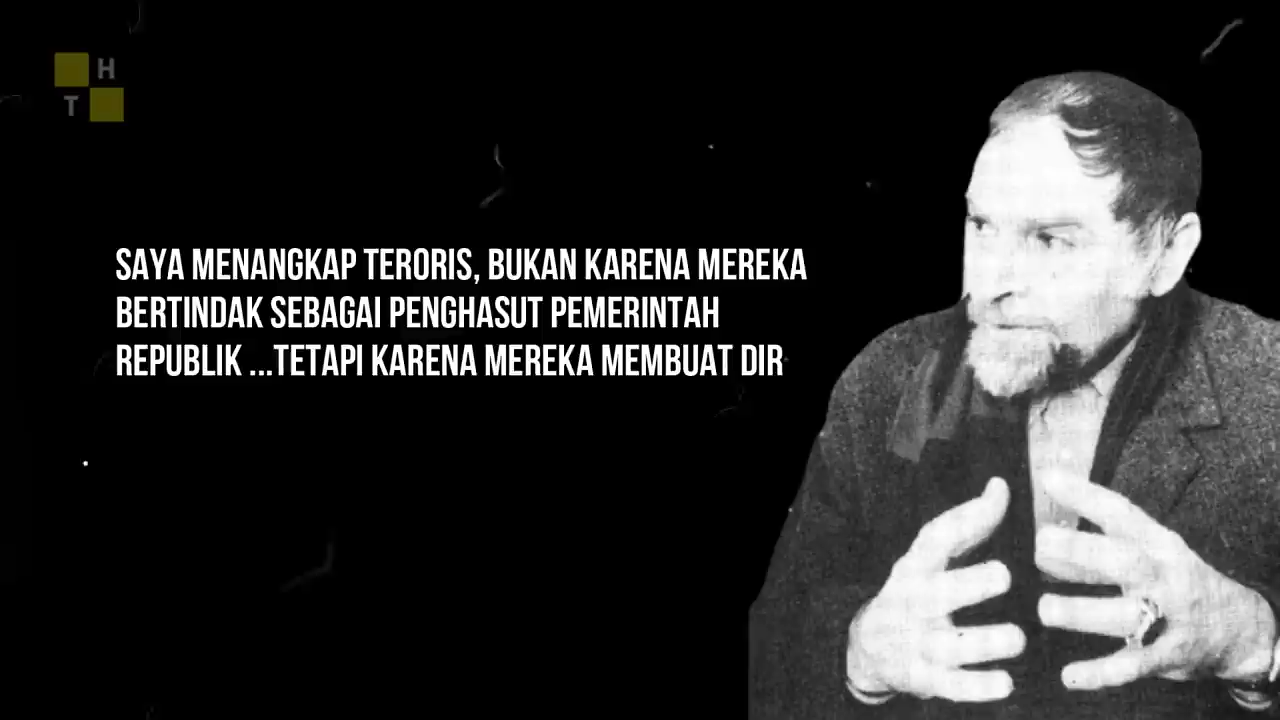 H
T
SAYA MENANGKAP TERORIS, BUKAN KARENA MEREKA
BERTINDAK SEBAGAI PENGHASUT PEMERINTAH
REPUBLIK ...TETAPI KARENA MEREKA MEMBUAT DIR